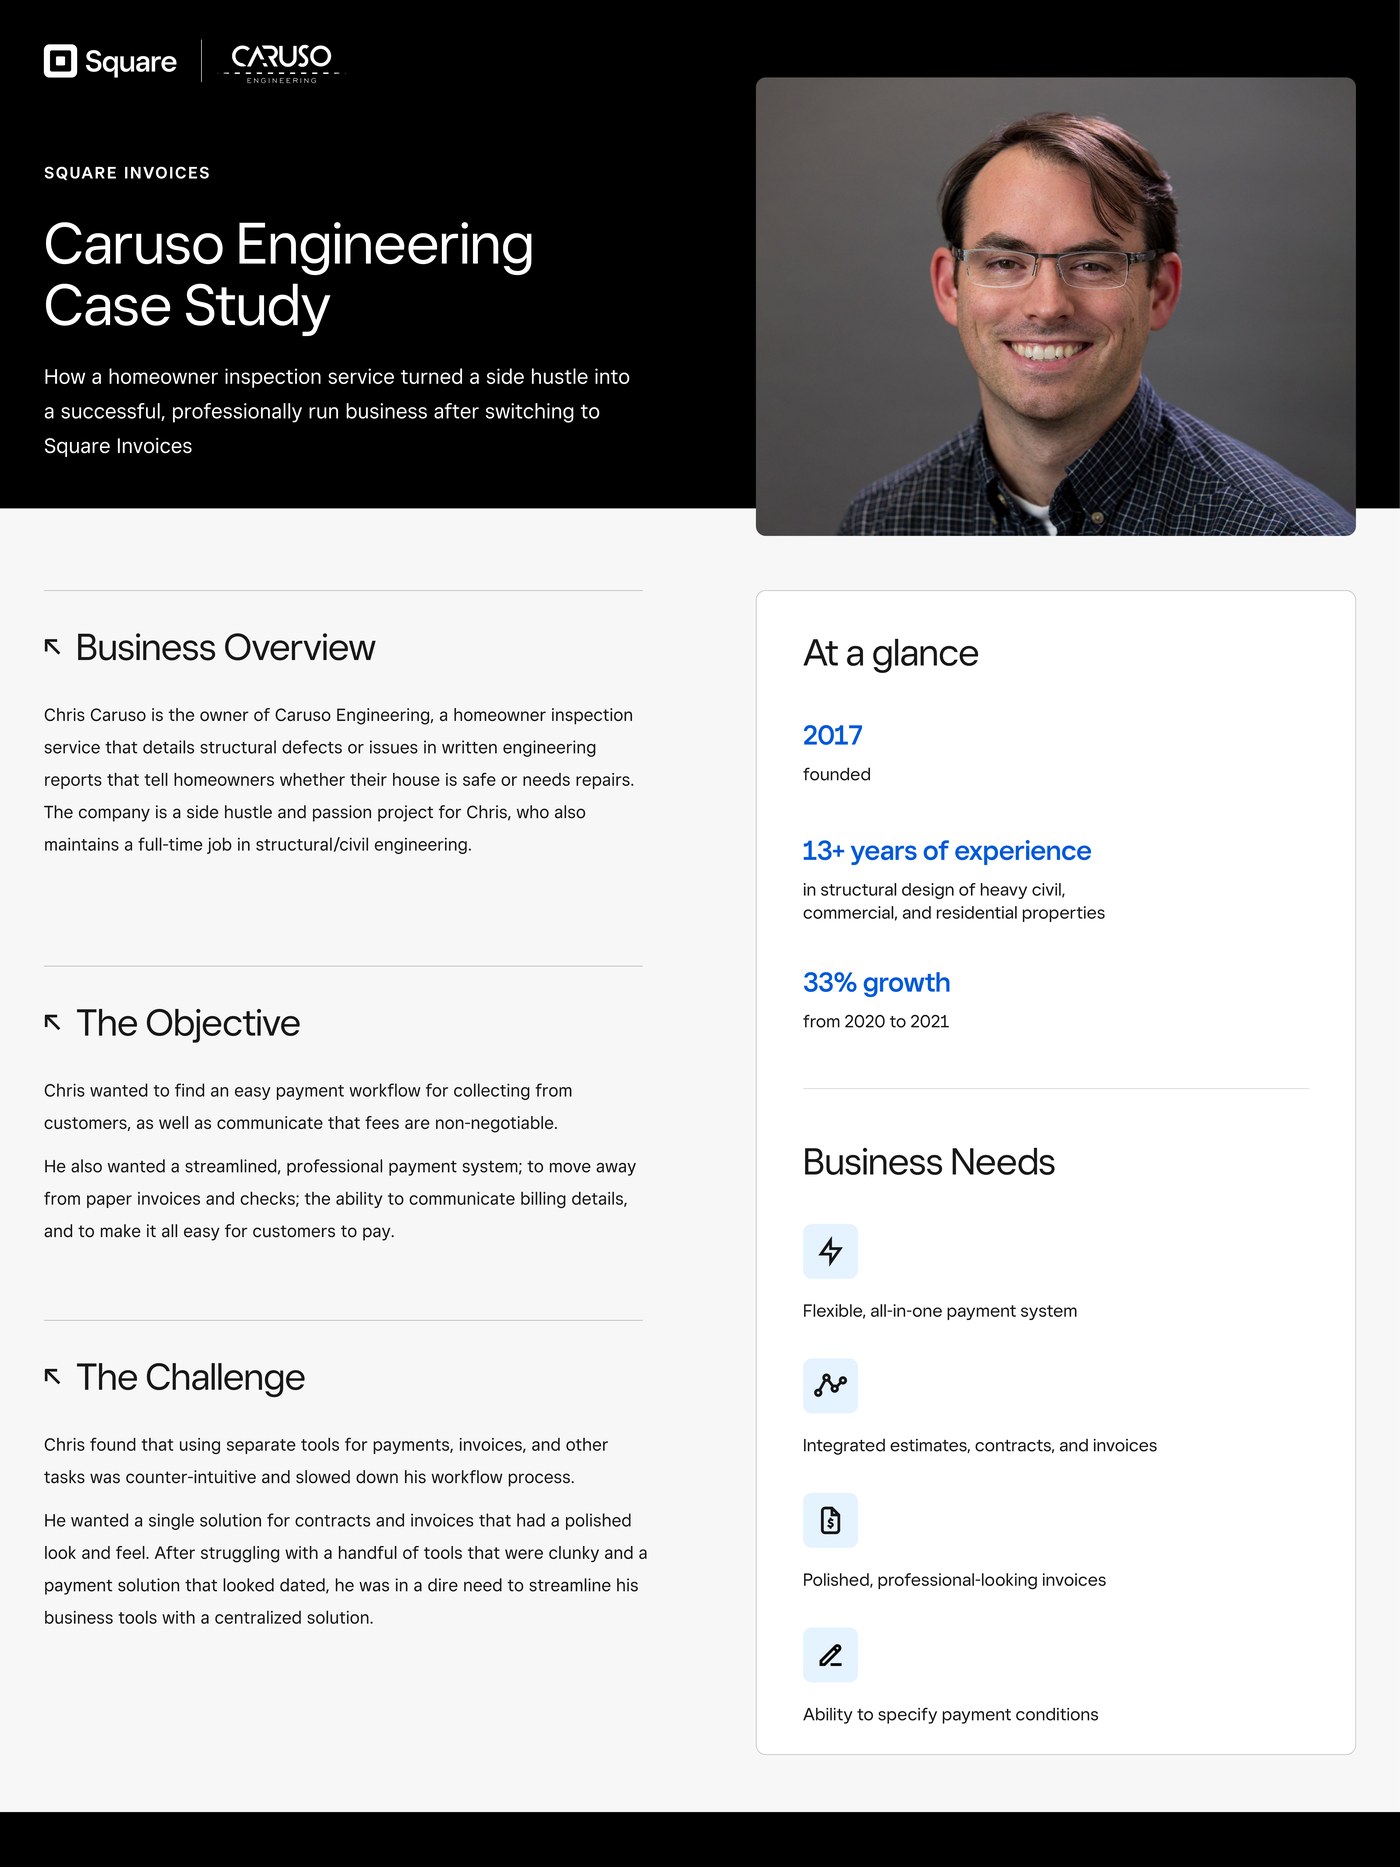 Square
CARUSO
ENGINEERING
SQUARE INVOICES
Caruso Engineering
Case Study
How a homeowner inspection service turned a side hustle into
a successful, professionally run business after switching to
Square Invoices
Business Overview
Chris Caruso is the owner of Caruso Engineering, a homeowner inspection
service that details structural defects or issues in written engineering
reports that tell homeowners whether their house is safe or needs repairs.
The company is a side hustle and passion project for Chris, who also
maintains a full-time job in structural/civil engineering.
The Objective
Chris wanted to find an easy payment workflow for collecting from
customers, as well as communicate that fees are non-negotiable.
He also wanted a streamlined, professional payment system; to move away
from paper invoices and checks; the ability to communicate billing details,
and to make it all easy for customers to pay.
The Challenge
Chris found that using separate tools for payments, invoices, and other
tasks was counter-intuitive and slowed down his workflow process.
He wanted a single solution for contracts and invoices that had a polished
look and feel. After struggling with a handful of tools that were clunky and a
payment solution that looked dated, he was in a dire need to streamline his
business tools with a centralized solution.
At a glance
2017
founded
13+ years of experience
in structural design of heavy civil,
commercial, and residential properties
33% growth
from 2020 to 2021
Business Needs
Flexible, all-in-one payment system
Integrated estimates, contracts, and invoices
$
Polished, professional-looking invoices
Ability to specify payment conditions